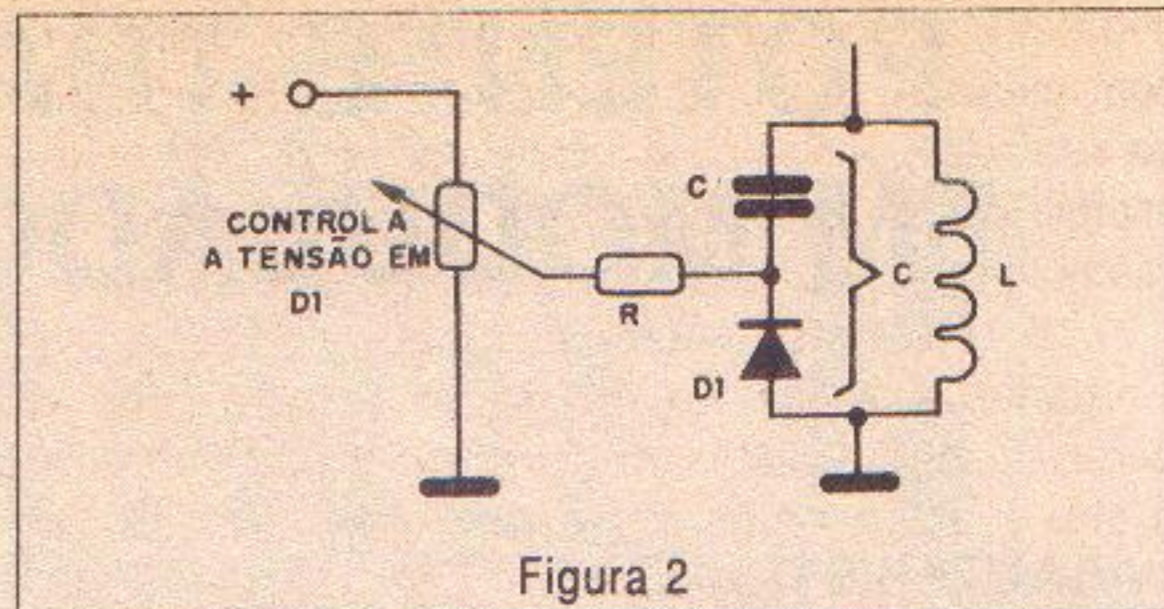 +
CONTROLA
A TENSÃO EM
D1
R
C'
D1
C
L
Figura 2